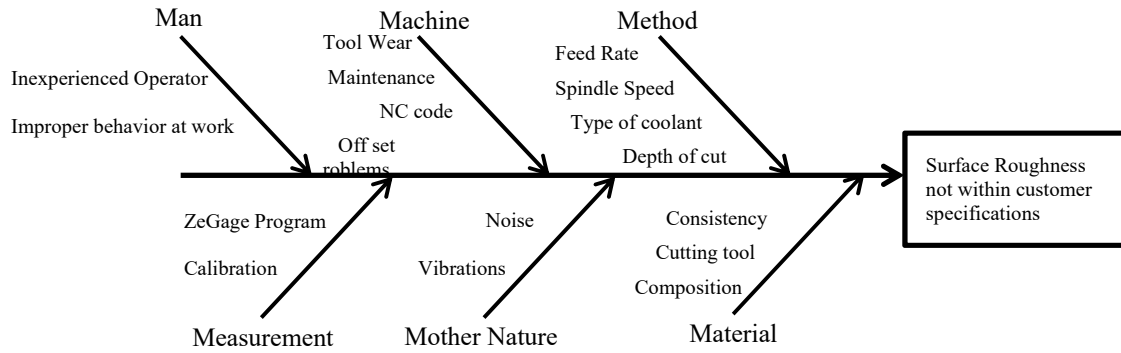 Man
Machine
Method
Inexperienced Operator
Improper behavior at work
Tool Wear
Maintenance
NC code
Off set
roblems
Feed Rate
Spindle Speed
Type of coolant
Depth of cut
Surface Roughness
not within customer
specifications
ZeGage Program
Calibration
Noise
Vibrations
Consistency
Cutting tool
Composition
Measurement
Mother Nature
Material